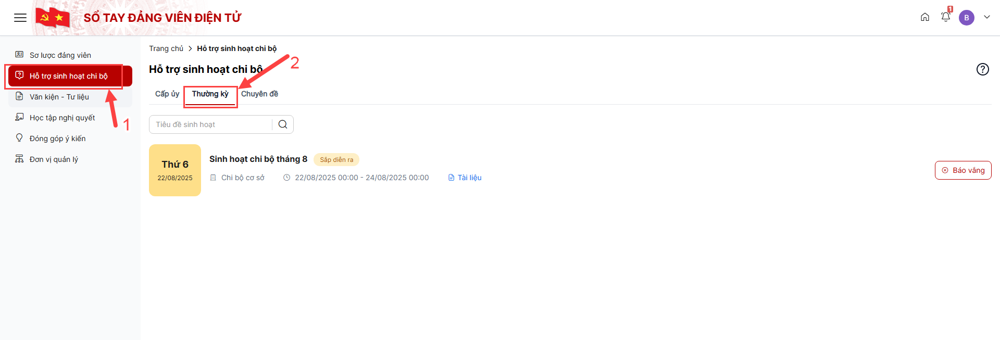 SỔ TAY ĐẢNG VIÊN ĐIỆN TỬ
1
B
Sơ lược đảng viên
Hỗ trợ sinh hoạt chi bộ
Văn kiện - Tư liệu
Học tập nghị quyết
Đóng góp ý kiến
Đơn vị quản lý
1
Trang chủ > Hỗ trợ sinh hoạt chi bộ
2
Hỗ trợ sinh hoạt chi bộ
Cấp ủy Thường kỳ Chuyên đề
Tiêu đề sinh hoạt
Thứ 6
22/08/2025
Sinh hoạt chi bộ tháng 8 Sắp diễn ra
Chi bộ cơ sở 22/08/2025 00:00 - 24/08/2025 00:00 Tài liệu
Báo vắng